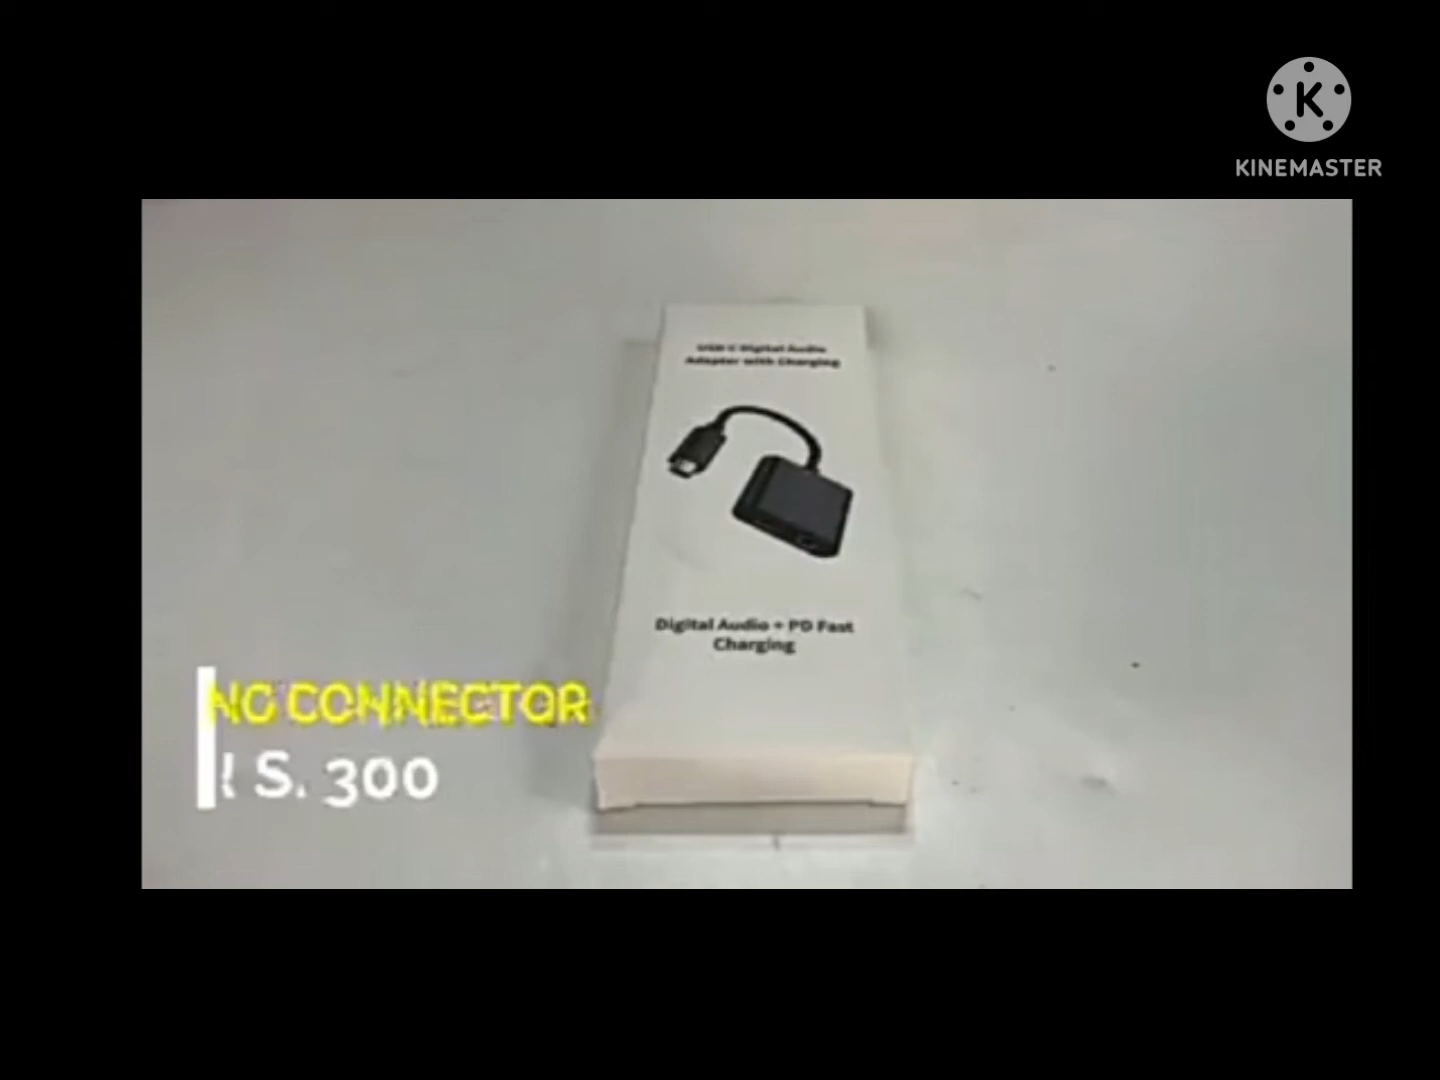 KINEMASTER
USB-C Digital Audio
Adapter with Charging
Digital Audio + PD Fast
Charging
NG CONNECTOR
S. 300